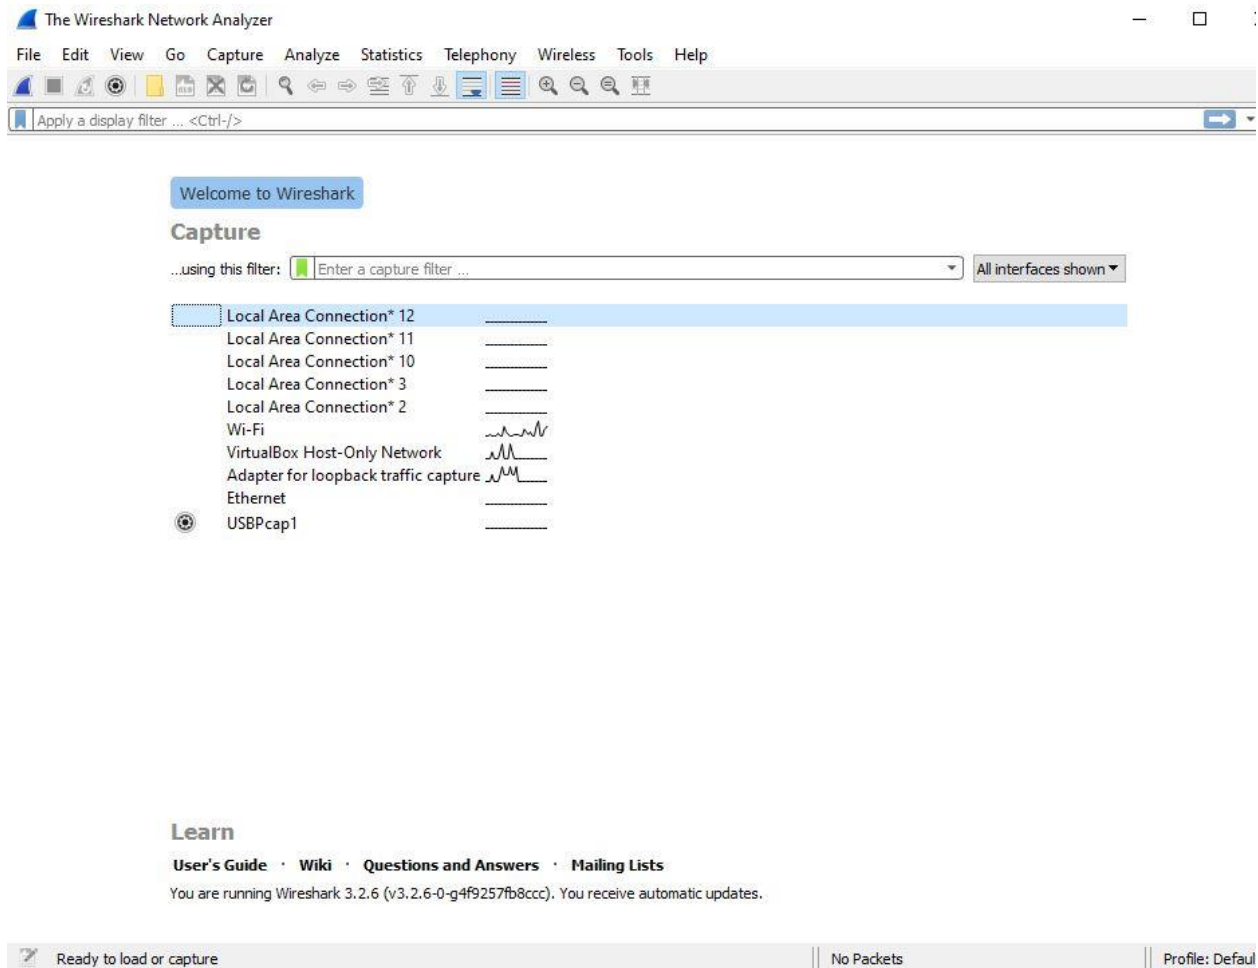 The Wireshark Network Analyzer
File Edit View Go Capture Analyze Statistics Telephony Wireless Tools Help
Apply a display filter ... <Ctrl-/>
Welcome to Wireshark
Capture
...using this filter: Enter a capture filter ... All interfaces shown
Local Area Connection* 12
Local Area Connection* 11
Local Area Connection* 10
Local Area Connection* 3
Local Area Connection* 2
Wi-Fi
VirtualBox Host-Only Network
Adapter for loopback traffic capture
Ethernet
USBPcap1
Learn
User's Guide · Wiki · Questions and Answers · Mailing Lists
You are running Wireshark 3.2.6 (v3.2.6-0-g4f9257fb8ccc). You receive automatic updates.
Ready to load or capture No Packets Profile: Defaul